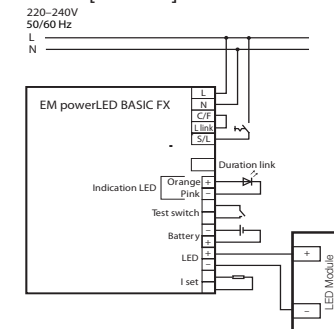 220–240V
50/60 Hz
L
N
EM powerLED BASIC FX
L
N
C/F
L link
S/L
Duration link
Indication LED
Orange +
Pink –
Test switch
Battery –
+
LED +
–
I set
+
–
LED Module